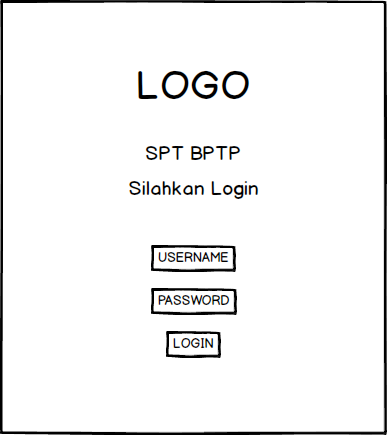 LOGO
SPT BPTP
Silahkan Login
USERNAME
PASSWORD
LOGIN